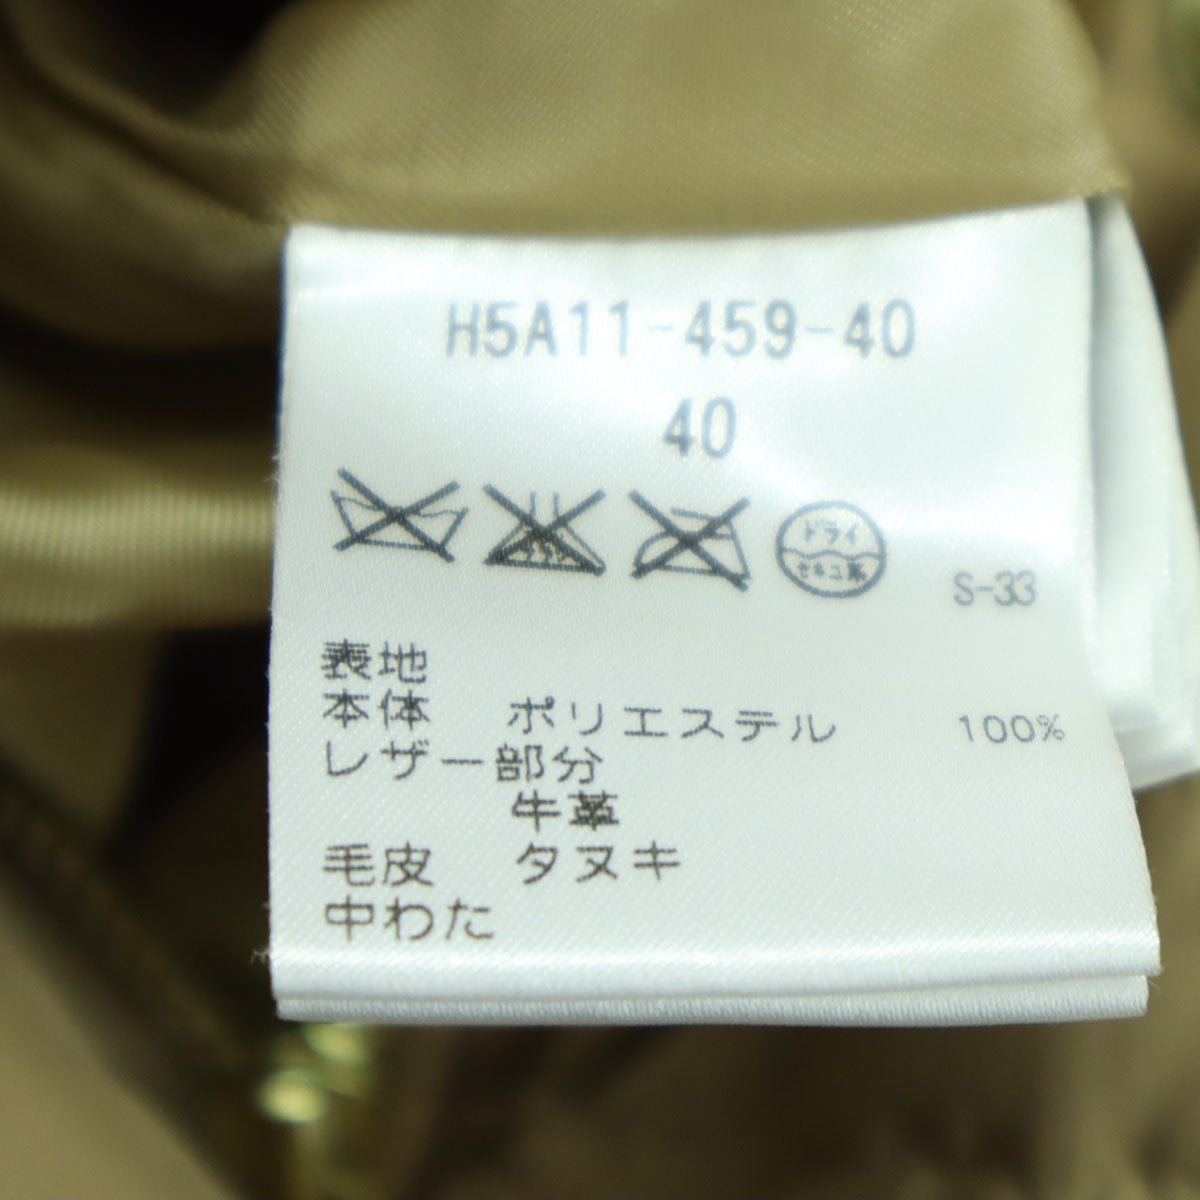 H5A11-459-40
40
ドライ
セキユ系
S-33
表地
本体 ポリエステル 100%
レザー部分
牛革
毛皮 タヌキ
中わた